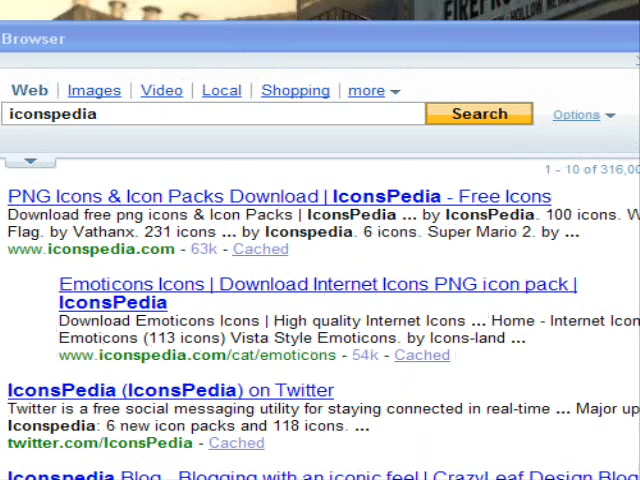 FIREPRO
HOLLOW ME
Browser
Web | Images | Video | Local | Shopping | more
iconspedia Search Options
1 - 10 of 316,00
PNG Icons & Icon Packs Download | IconsPedia - Free Icons
Download free png icons & Icon Packs | IconsPedia ... by IconsPedia. 100 icons. W
Flag. by Vathanx. 231 icons ... by Iconspedia. 6 icons. Super Mario 2. by ...
www.iconspedia.com - 63k - Cached
Emoticons Icons | Download Internet Icons PNG icon pack |
IconsPedia
Download Emoticons Icons | High quality Internet Icons ... Home - Internet Icon
Emoticons (113 icons) Vista Style Emoticons. by Icons-land ...
www.iconspedia.com/cat/emoticons - 54k - Cached
IconsPedia (IconsPedia) on Twitter
Twitter is a free social messaging utility for staying connected in real-time ... Major up
Iconspedia: 6 new icon packs and 118 icons. ...
twitter.com/IconsPedia - Cached
Iconspedia Blog - Blogging with an iconic feel | CrazyLeaf Design Blog